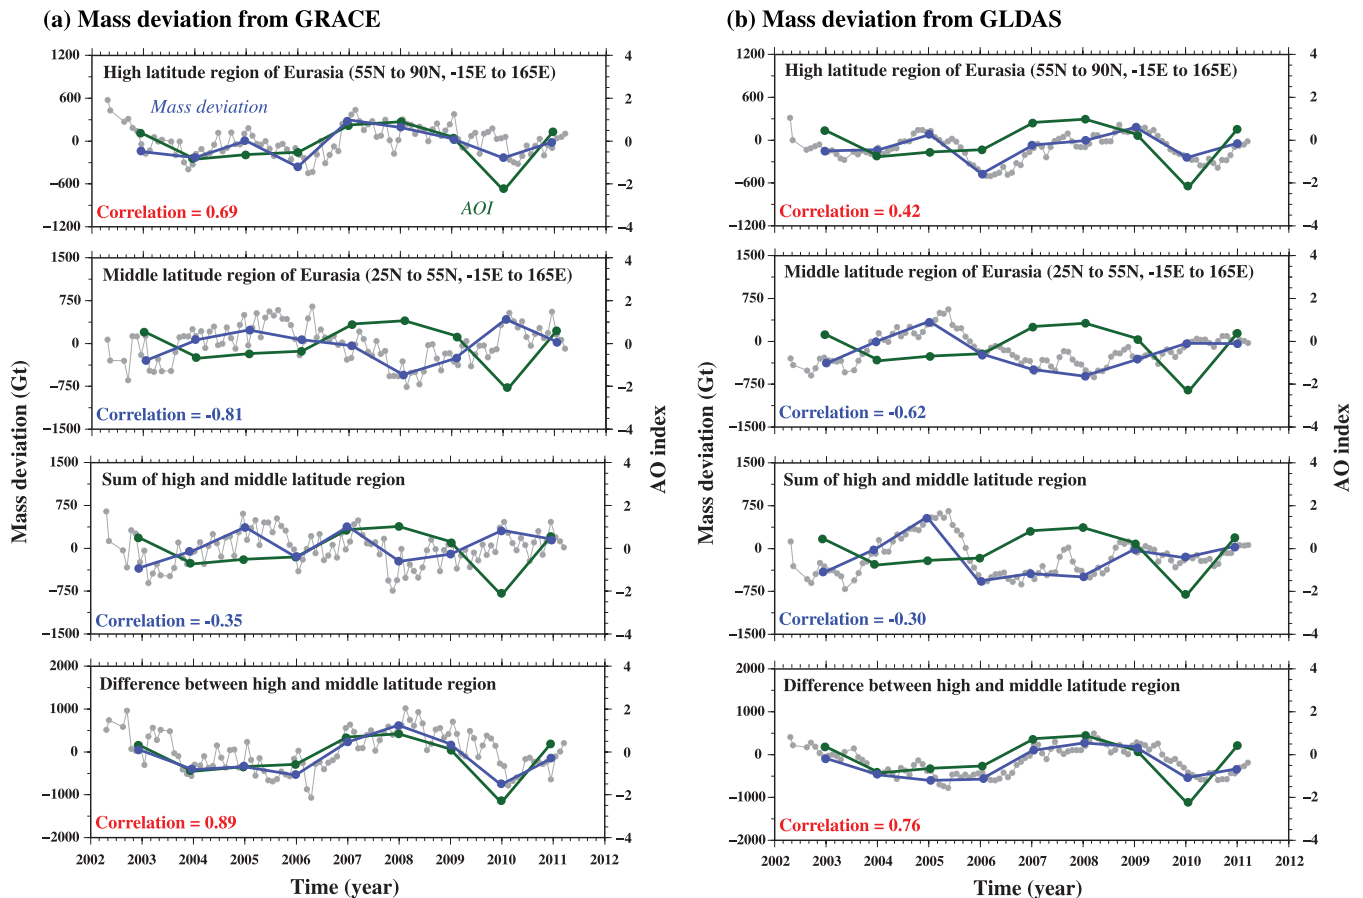 (a) Mass deviation from GRACE
1200
600
0
−600
−1200
High latitude region of Eurasia (55N to 90N, -15E to 165E)
Mass deviation
AOI
Correlation = 0.69
4
2
0
−2
−4
1500
750
0
−750
−1500
Middle latitude region of Eurasia (25N to 55N, -15E to 165E)
Correlation = -0.81
4
2
0
−2
−4
1500
750
0
−750
−1500
Sum of high and middle latitude region
Correlation = -0.35
4
2
0
−2
−4
2000
1000
0
−1000
−2000
Difference between high and middle latitude region
Correlation = 0.89
4
2
0
−2
−4
2002 2003 2004 2005 2006 2007 2008 2009 2010 2011 2012
Time (year)
Mass deviation (Gt)
AO index
(b) Mass deviation from GLDAS
1200
600
0
−600
−1200
High latitude region of Eurasia (55N to 90N, -15E to 165E)
Correlation = 0.42
4
2
0
−2
−4
1500
750
0
−750
−1500
Middle latitude region of Eurasia (25N to 55N, -15E to 165E)
Correlation = -0.62
4
2
0
−2
−4
1500
750
0
−750
−1500
Sum of high and middle latitude region
Correlation = -0.30
4
2
0
−2
−4
2000
1000
0
−1000
−2000
Difference between high and middle latitude region
Correlation = 0.76
4
2
0
−2
−4
2002 2003 2004 2005 2006 2007 2008 2009 2010 2011 2012
Time (year)
Mass deviation (Gt)
AO index